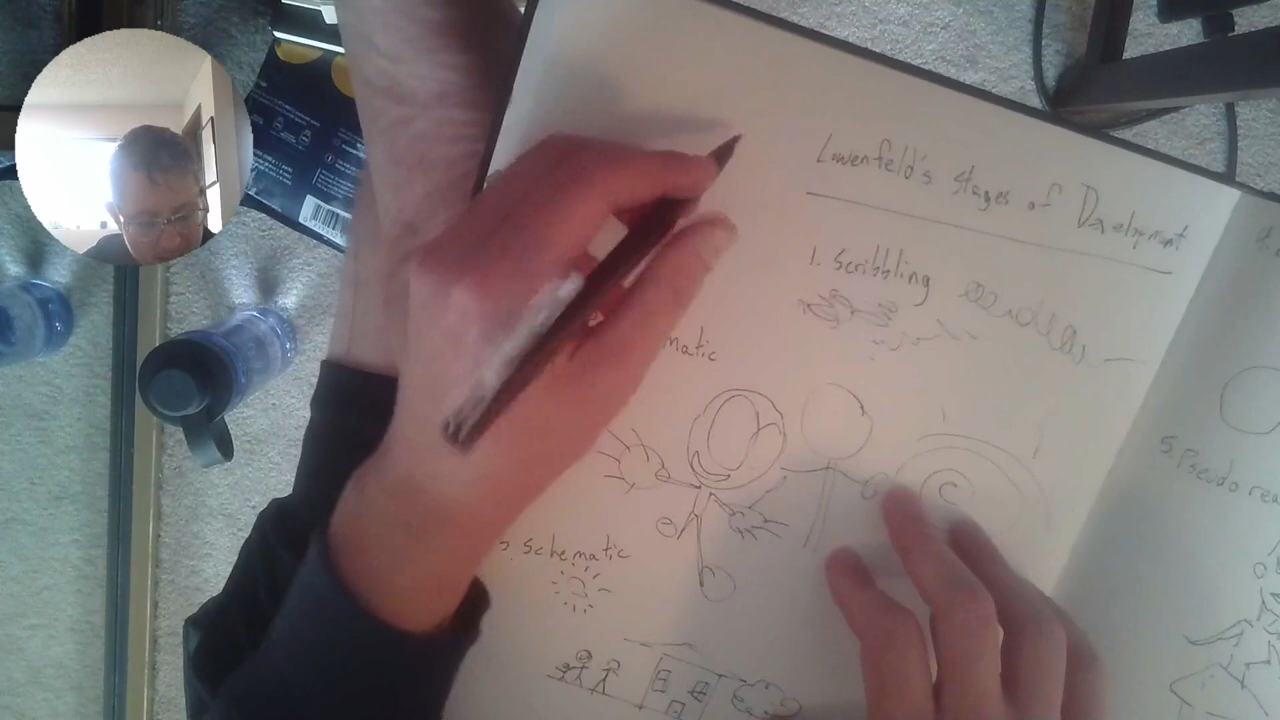 Lowenfeld's Stages of Development
1. Scribbling
matic
3. Schematic
5. Pseudo rea